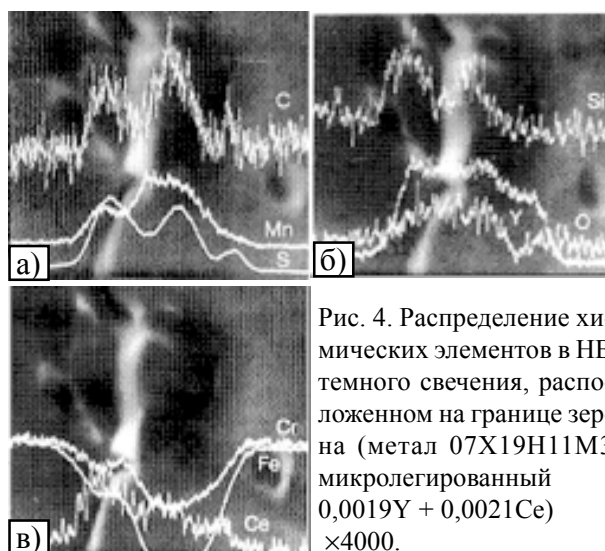 C
Mn
S
а)
Si
Y
O
б)
Cr
Fe
Ce
в)
Рис. 4. Распределение хи-
мических элементов в НВ
темного свечения, распо-
ложенном на границе зер-
на (метал 07Х19Н11М3
микролегированный
0,0019Y + 0,0021Ce)
×4000.